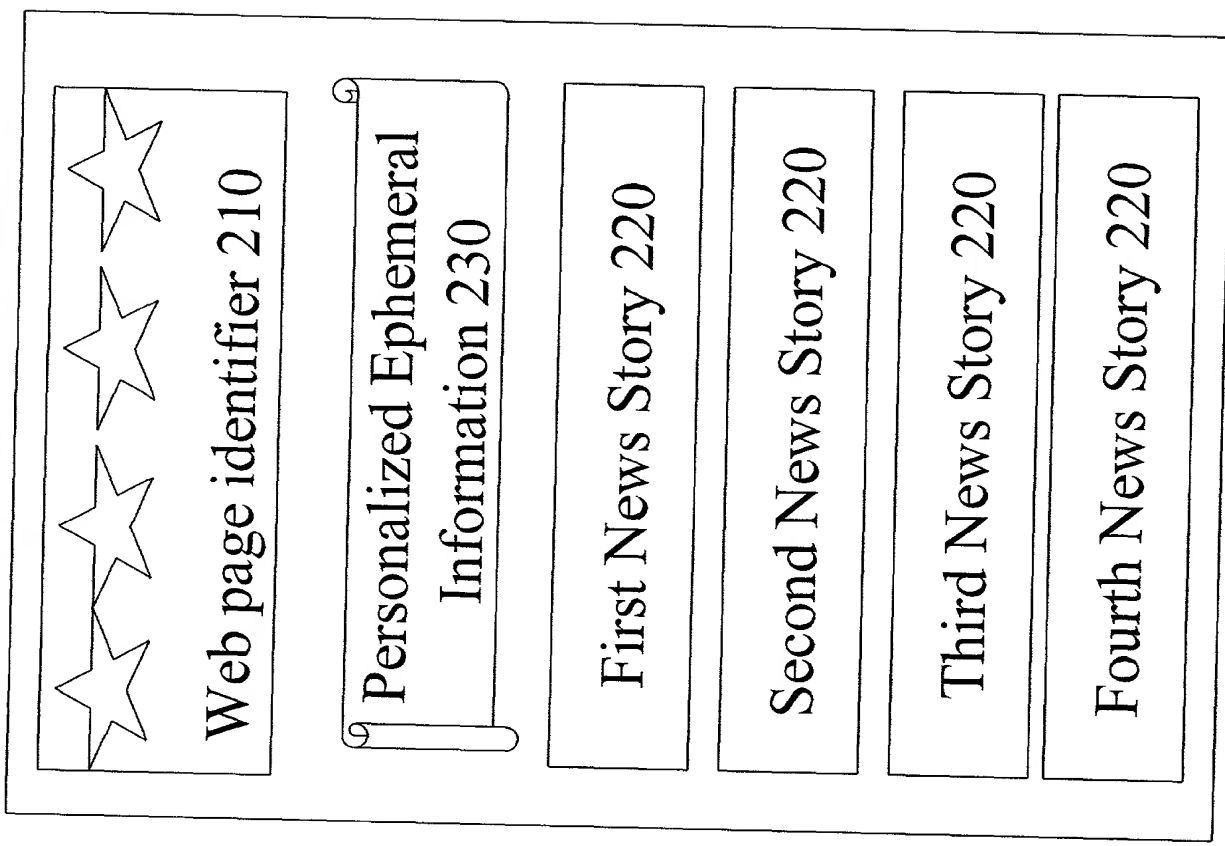 Web page identifier 210
Personalized Ephemeral
Information 230
First News Story 220
Second News Story 220
Third News Story 220
Fourth News Story 220